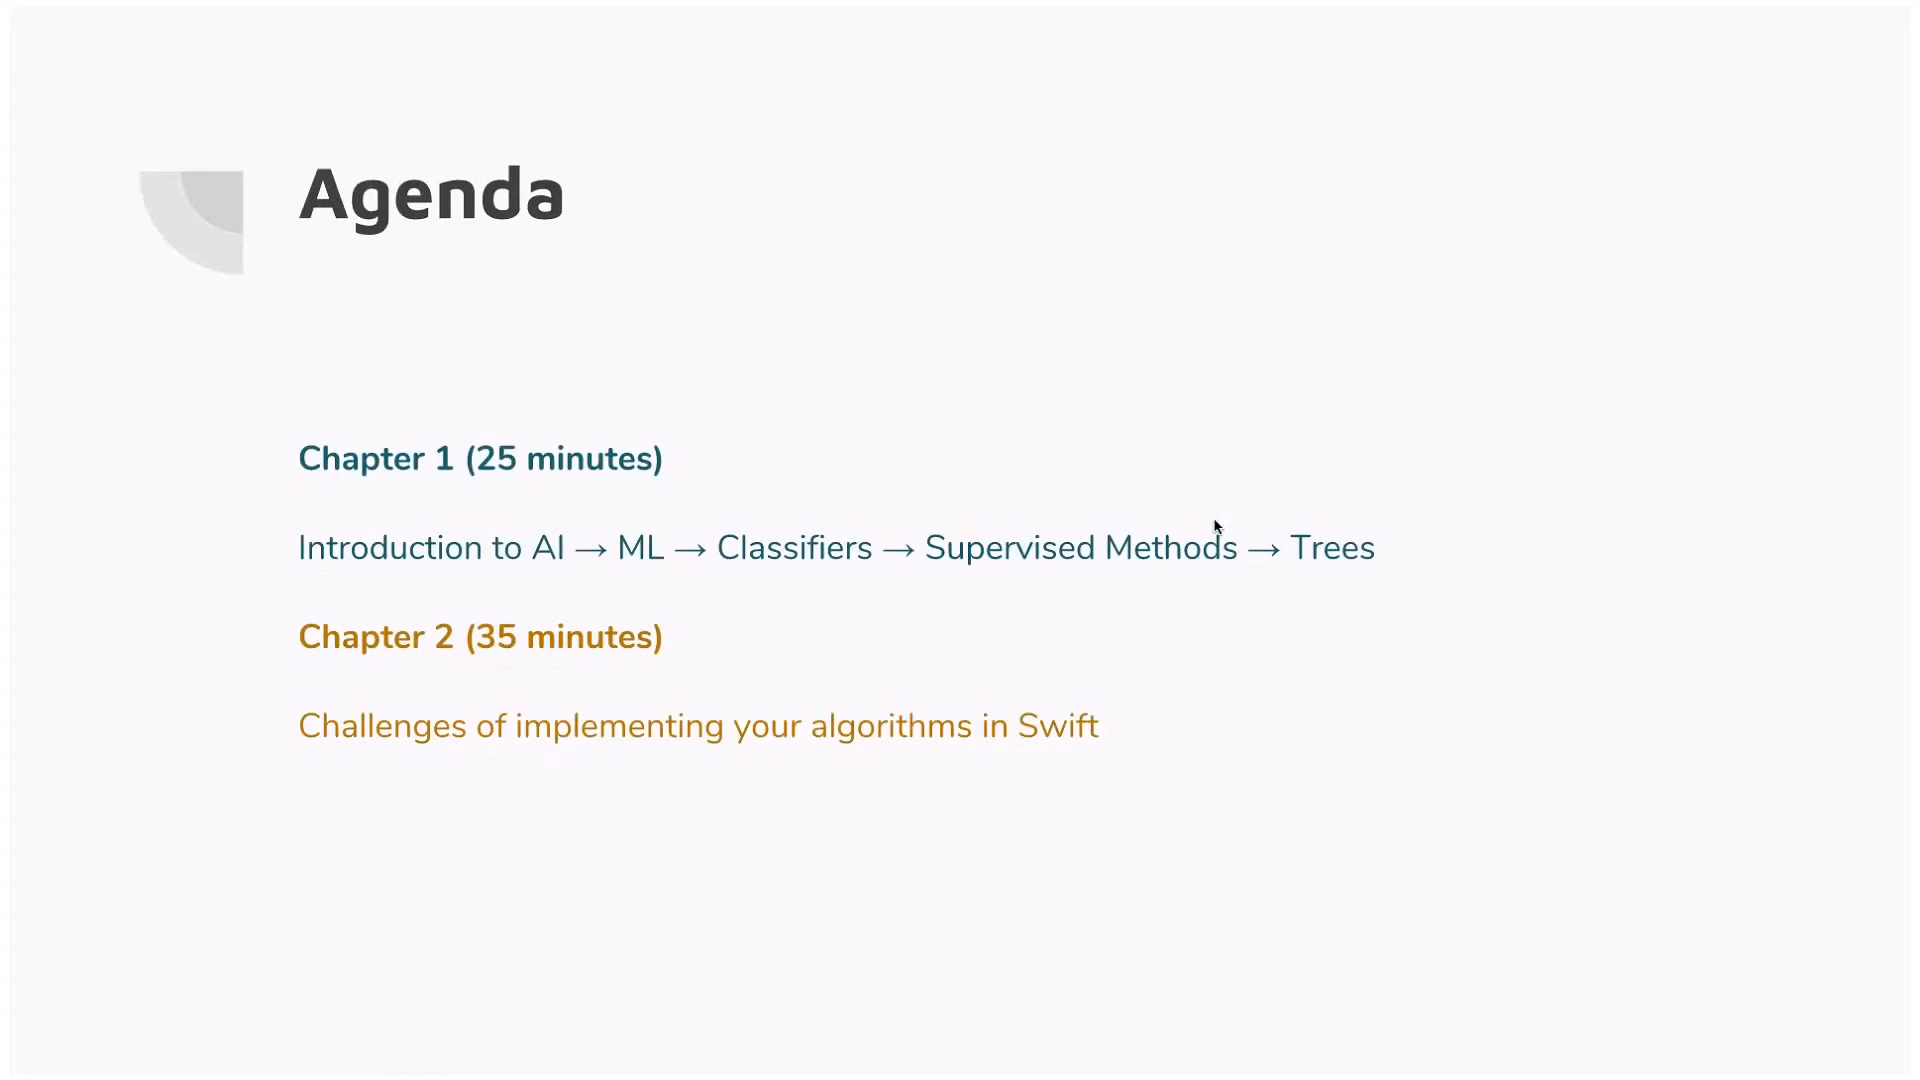 Agenda
Chapter 1 (25 minutes)
Introduction to AI → ML → Classifiers → Supervised Methods → Trees
Chapter 2 (35 minutes)
Challenges of implementing your algorithms in Swift